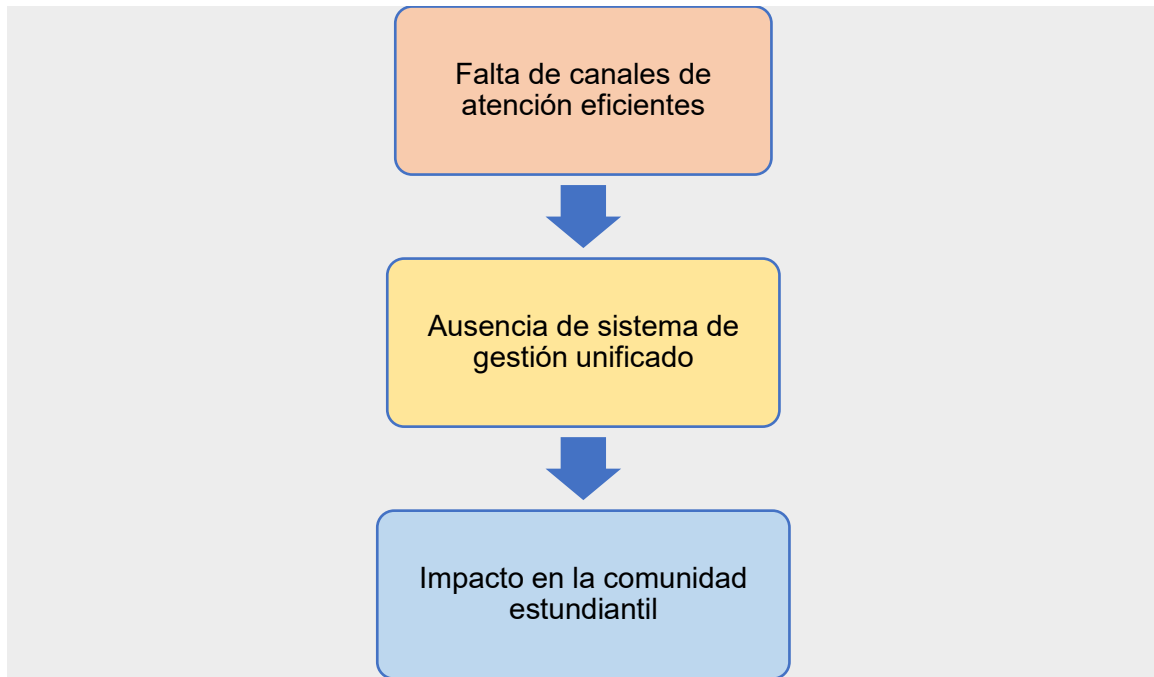 Falta de canales de
atención eficientes
Ausencia de sistema de
gestión unificado
Impacto en la comunidad
estundiantil